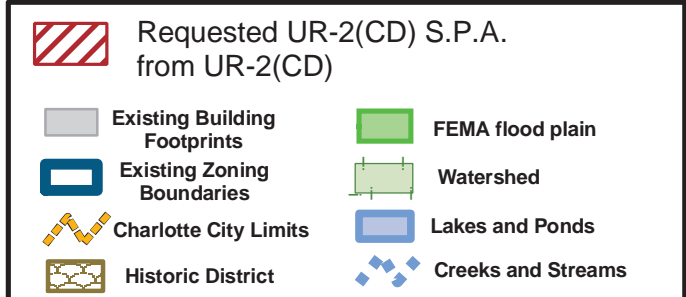 Requested UR-2(CD) S.P.A.
from UR-2(CD)
Existing Building
Footprints
Existing Zoning
Boundaries
Charlotte City Limits
Historic District
FEMA flood plain
Watershed
Lakes and Ponds
Creeks and Streams